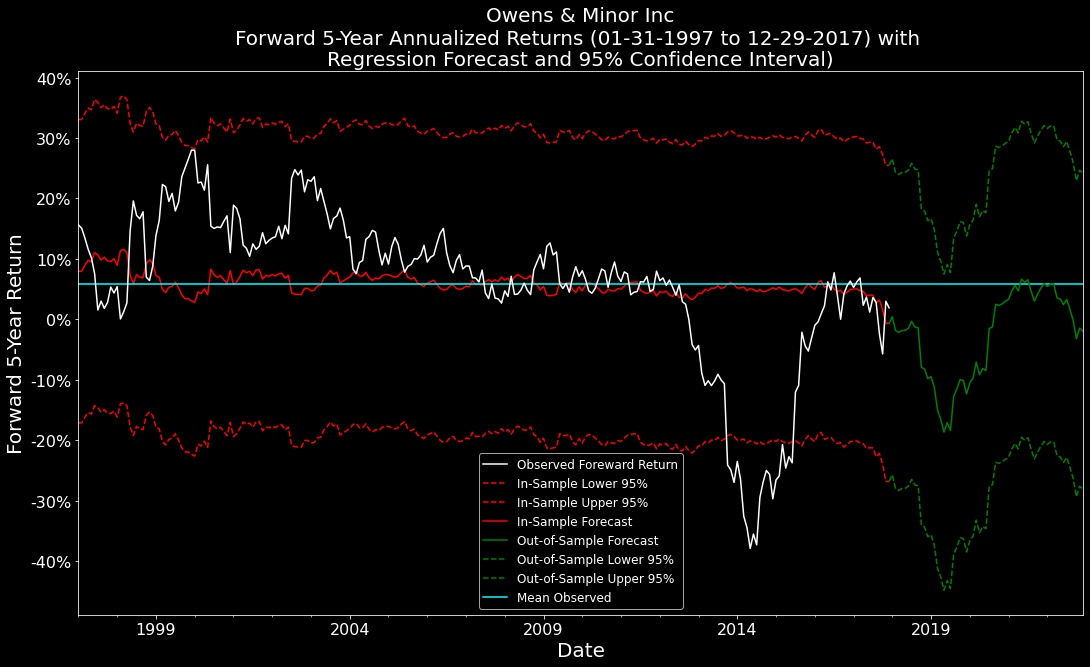 Owens & Minor Inc
Forward 5-Year Annualized Returns (01-31-1997 to 12-29-2017) with
Regression Forecast and 95% Confidence Interval)
40%
30%
20%
10%
0%
-10%
-20%
-30%
-40%
Forward 5-Year Return
Observed Foreward Return
In-Sample Lower 95%
In-Sample Upper 95%
In-Sample Forecast
Out-of-Sample Forecast
Out-of-Sample Lower 95%
Out-of-Sample Upper 95%
Mean Observed
1999
2004
2009
2014
2019
Date